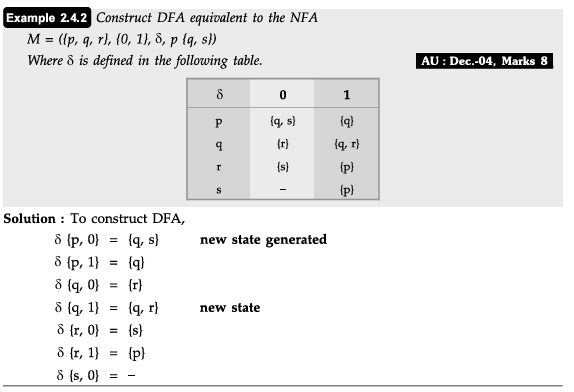 Example 2.4.2 Construct DFA equivalent to the NFA
M = ({p, q, r}, {0, 1}, δ, p {q, s})
Where δ is defined in the following table.
AU : Dec.-04, Marks 8
δ 0 1
p {q, s} {q}
q {r} {q, r}
r {s} {p}
s – {p}
Solution : To construct DFA,
δ {p, 0} = {q, s} new state generated
δ {p, 1} = {q}
δ {q, 0} = {r}
δ {q, 1} = {q, r} new state
δ {r, 0} = {s}
δ {r, 1} = {p}
δ {s, 0} = –